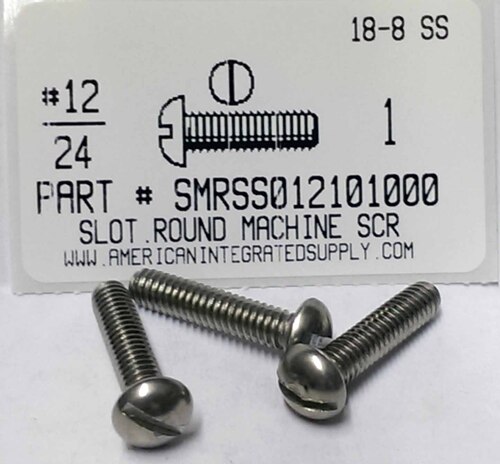 18-8 SS
#12
24
1
PART # SMRSS012101000
SLOT.ROUND MACHINE SCR
WWW.AMERICANINTEGRATEDSUPPLY.COM